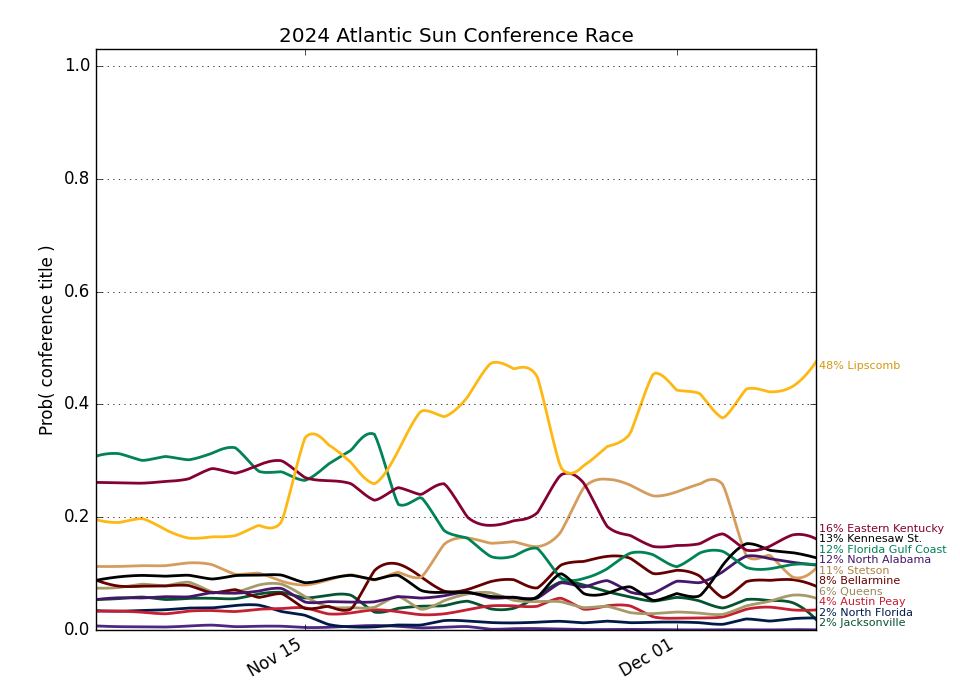 2024 Atlantic Sun Conference Race
Prob( conference title )
1.0
0.8
0.6
0.4
0.2
0.0
Nov 15
Dec 01
48% Lipscomb
16% Eastern Kentucky
13% Kennesaw St.
12% Florida Gulf Coast
12% North Alabama
11% Stetson
8% Bellarmine
6% Queens
4% Austin Peay
2% North Florida
2% Jacksonville